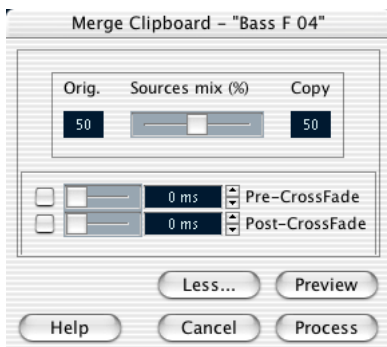 Merge Clipboard – "Bass F 04"
Orig. Sources mix (%) Copy
50 50
0 ms Pre-CrossFade
0 ms Post-CrossFade
Less... Preview
Help Cancel Process